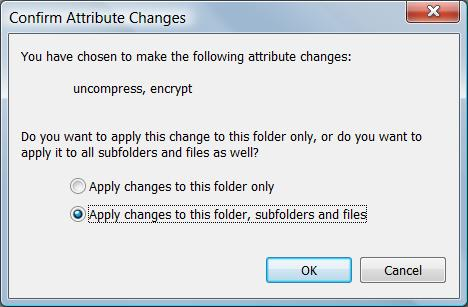 Confirm Attribute Changes
You have chosen to make the following attribute changes:
uncompress, encrypt
Do you want to apply this change to this folder only, or do you want to
apply it to all subfolders and files as well?
Apply changes to this folder only
Apply changes to this folder, subfolders and files
OK
Cancel